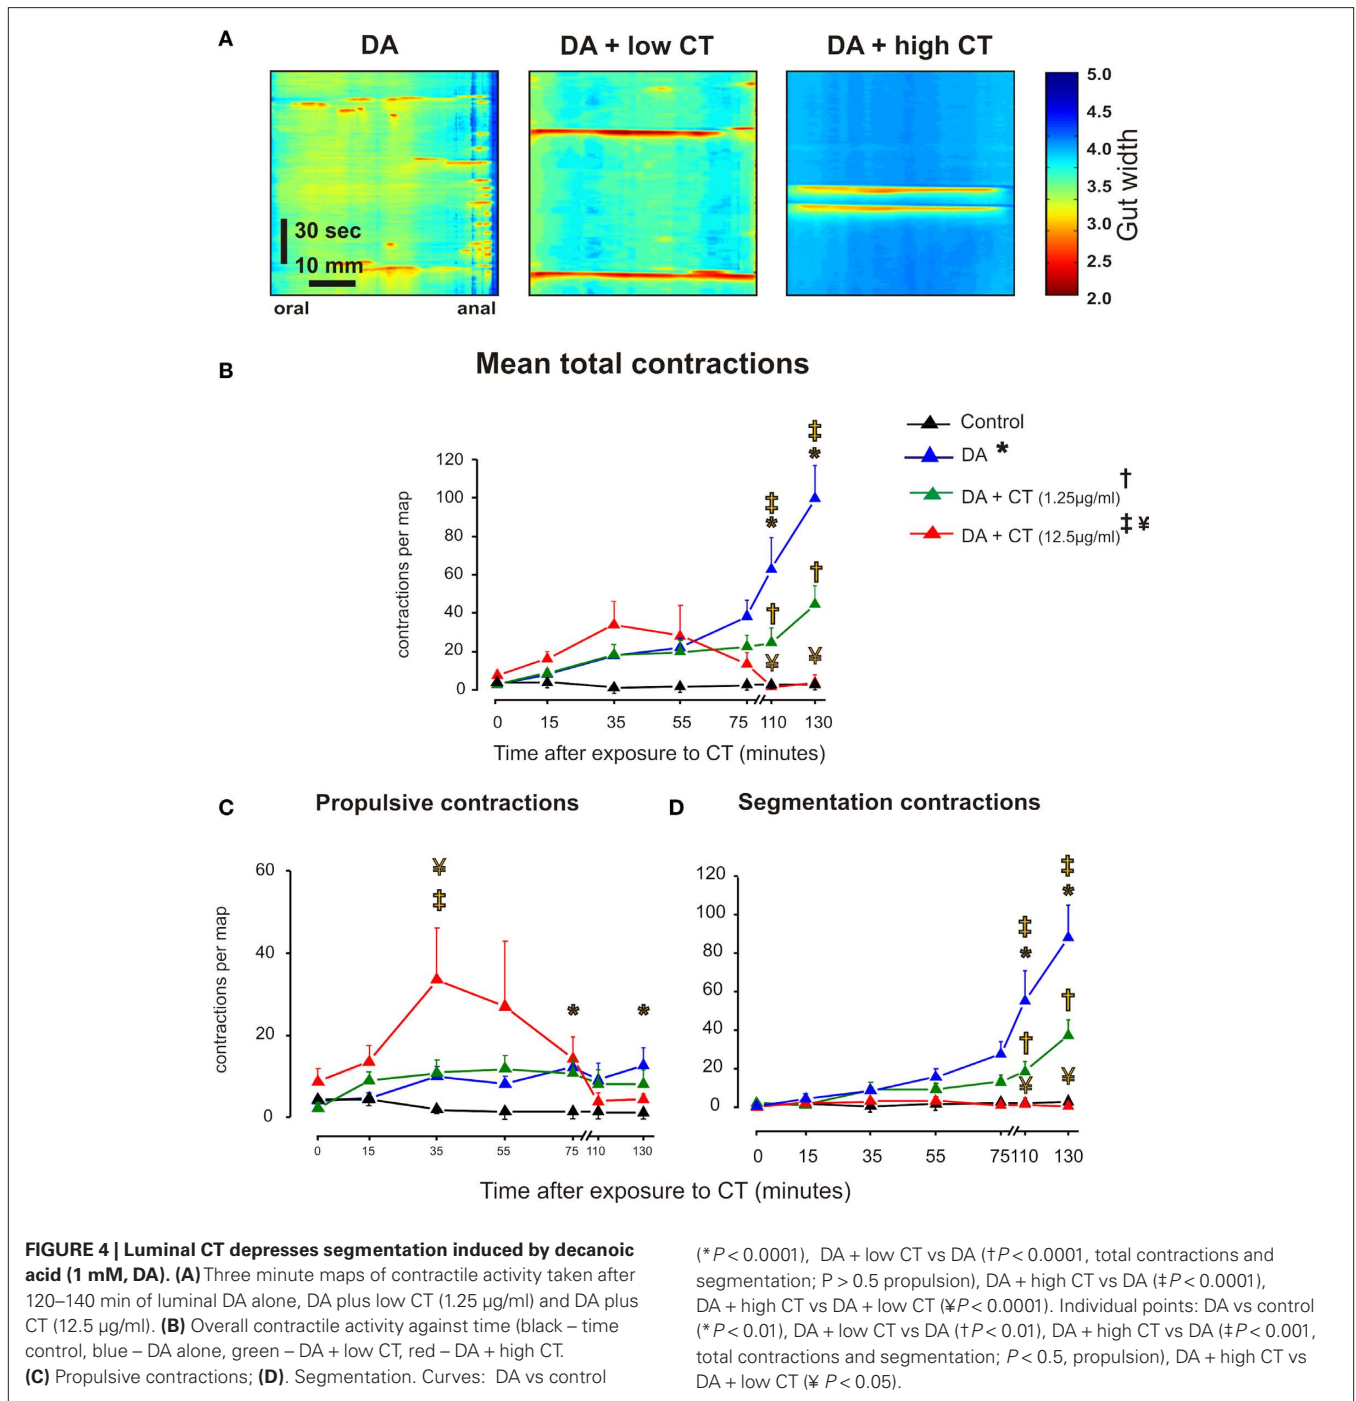 A
DA
DA + low CT
DA + high CT
5.0
4.5
4.0
3.5
3.0
2.5
2.0
Gut width
30 sec
10 mm
oral
anal
B
Mean total contractions
Control
DA *
DA + CT (1.25µg/ml) †
DA + CT (12.5µg/ml) ‡ ¥
contractions per map
120
100
80
60
40
20
0
‡
*
‡
*
†
†
¥
¥
0 15 35 55 75 110 130
Time after exposure to CT (minutes)
C
Propulsive contractions
contractions per map
60
40
20
0
¥
‡
*
*
0 15 35 55 75 110 130
D
Segmentation contractions
120
100
80
60
40
20
0
‡
*
‡
*
†
†
¥
¥
0 15 35 55 75 110 130
Time after exposure to CT (minutes)
FIGURE 4 | Luminal CT depresses segmentation induced by decanoic
acid (1 mM, DA). (A) Three minute maps of contractile activity taken after
120–140 min of luminal DA alone, DA plus low CT (1.25 µg/ml) and DA plus
CT (12.5 µg/ml). (B) Overall contractile activity against time (black – time
control, blue – DA alone, green – DA + low CT, red – DA + high CT.
(C) Propulsive contractions; (D). Segmentation. Curves: DA vs control
(*P < 0.0001), DA + low CT vs DA (†P < 0.0001, total contractions and
segmentation; P > 0.5 propulsion), DA + high CT vs DA (‡P < 0.0001),
DA + high CT vs DA + low CT (¥P < 0.0001). Individual points: DA vs control
(*P < 0.01), DA + low CT vs DA (†P < 0.01), DA + high CT vs DA (‡P < 0.001,
total contractions and segmentation; P < 0.5, propulsion), DA + high CT vs
DA + low CT (¥ P < 0.05).